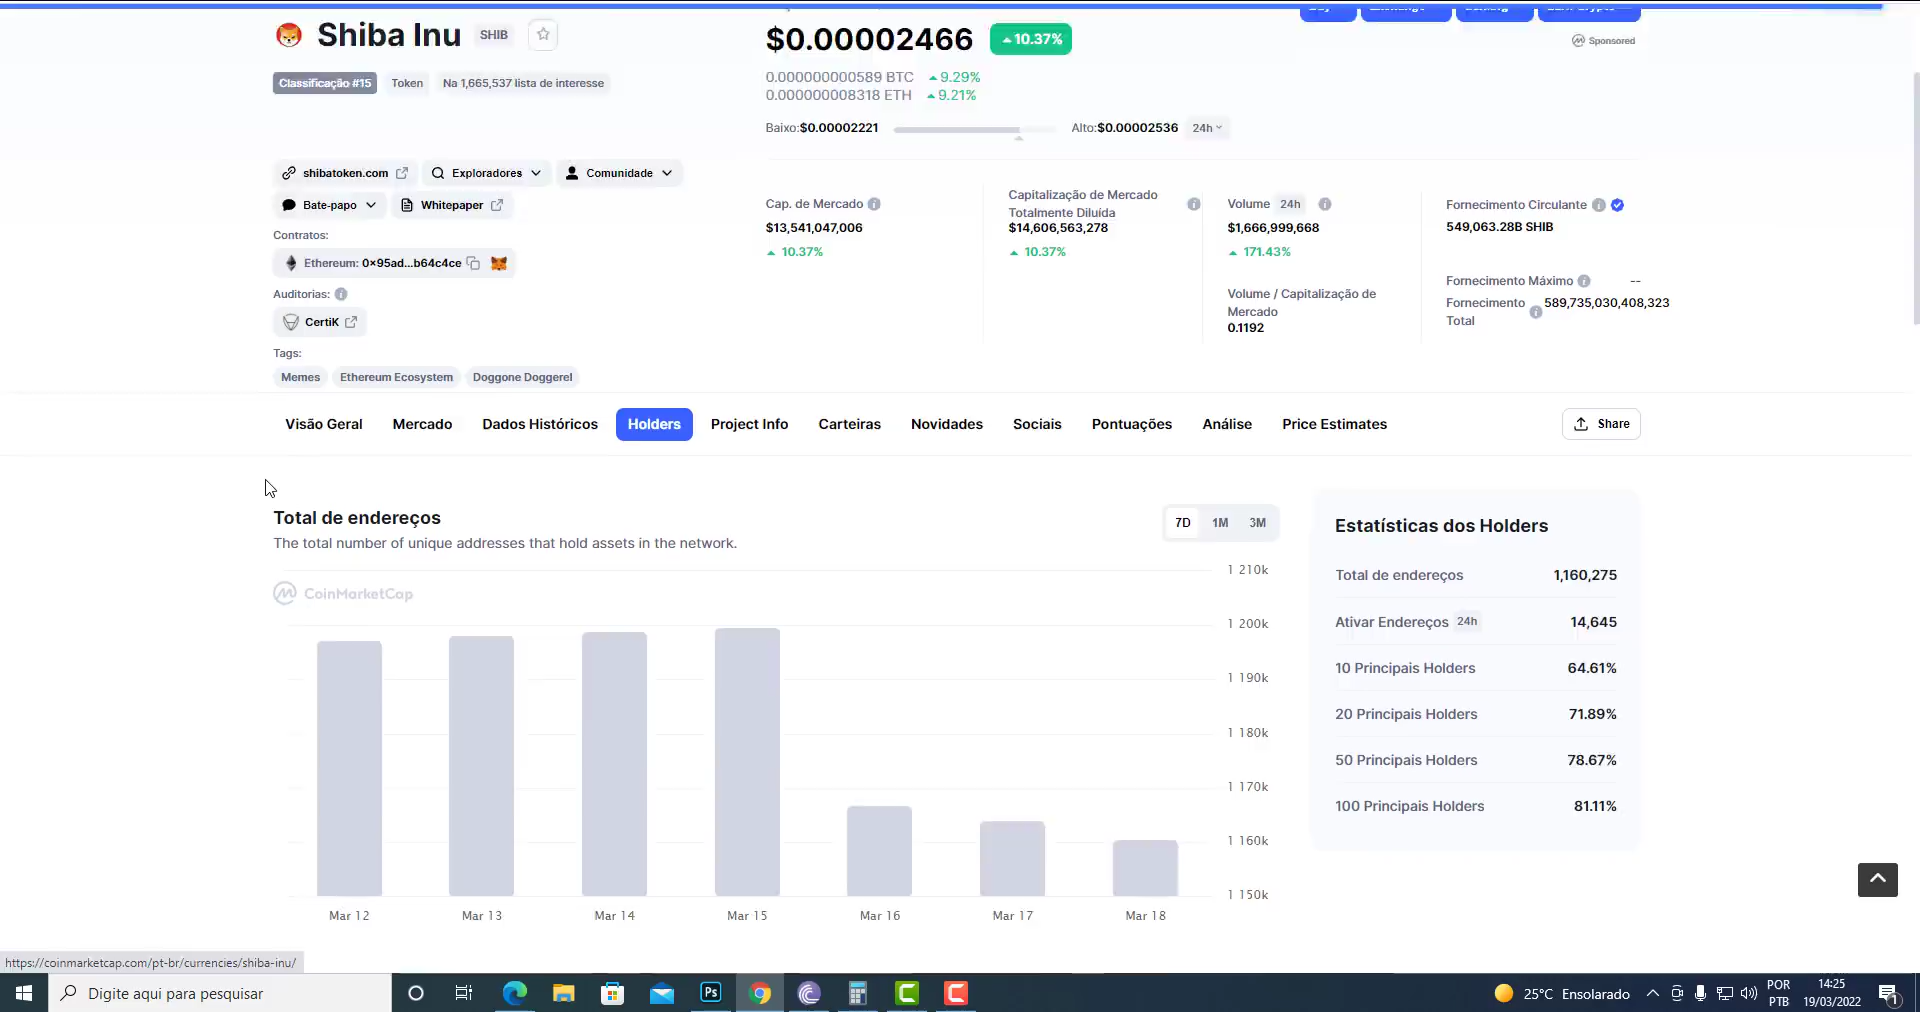 Shiba Inu SHIB
$0.00002466 10.37%
Sponsored
Classificação #15 Token Na 1,665,537 lista de interesse
0.000000000589 BTC 9.29%
0.000000008318 ETH 9.21%
Baixo:$0.00002221 Alto:$0.00002536 24h
shibatoken.com Exploradores Comunidade
Bate-papo Whitepaper
Contratos:
Ethereum: 0x95ad...b64c4ce
Auditorias:
CertiK
Tags:
Memes Ethereum Ecosystem Doggone Doggerel
Cap. de Mercado
$13,541,047,006
10.37%
Capitalização de Mercado
Totalmente Diluída
$14,606,563,278
10.37%
Volume 24h
$1,666,999,668
171.43%
Volume / Capitalização de
Mercado
0.1192
Fornecimento Circulante
549,063.28B SHIB
Fornecimento Máximo --
Fornecimento
Total
589,735,030,408,323
Visão Geral Mercado Dados Históricos Holders Project Info Carteiras Novidades Sociais Pontuações Análise Price Estimates Share
Total de endereços
The total number of unique addresses that hold assets in the network.
7D 1M 3M
CoinMarketCap
1 210k
1 200k
1 190k
1 180k
1 170k
1 160k
1 150k
Mar 12 Mar 13 Mar 14 Mar 15 Mar 16 Mar 17 Mar 18
Estatísticas dos Holders
Total de endereços 1,160,275
Ativar Endereços 24h 14,645
10 Principais Holders 64.61%
20 Principais Holders 71.89%
50 Principais Holders 78.67%
100 Principais Holders 81.11%
https://coinmarketcap.com/pt-br/currencies/shiba-inu/
Digite aqui para pesquisar
Ps
25°C Ensolarado
POR
PTB
14:25
19/03/2022
1